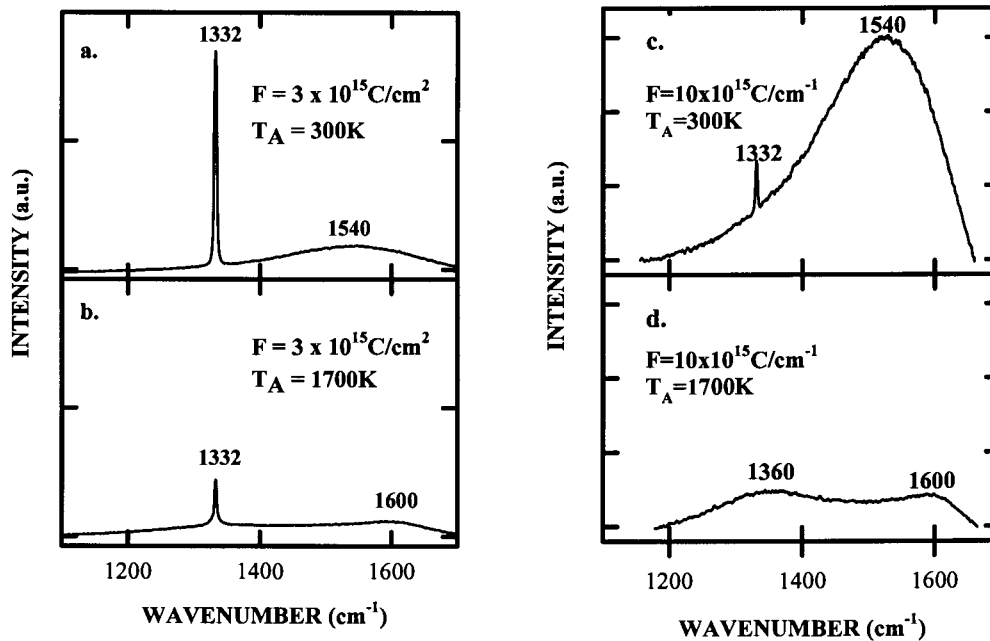 a.
1332
F = 3 x 10¹⁵C/cm²
T_A = 300K
1540
b.
F = 3 x 10¹⁵C/cm²
T_A = 1700K
1332
1600
1200 1400 1600
WAVENUMBER (cm⁻¹)
INTENSITY (a.u.)
c.
1540
F=10x10¹⁵C/cm⁻¹
T_A=300K
1332
d.
F=10x10¹⁵C/cm⁻¹
T_A=1700K
1360
1600
1200 1400 1600
WAVENUMBER (cm⁻¹)
INTENSITY (a.u.)